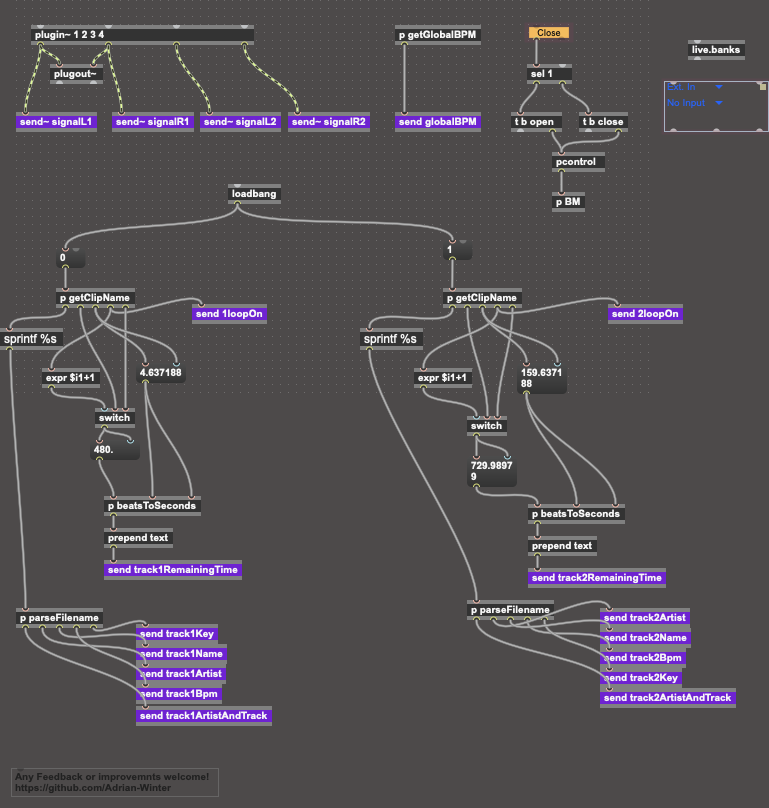 plugin~ 1 2 3 4
p getGlobalBPM
Close
live.banks
plugout~
sel 1
Ext. In
No Input
send~ signalL1
send~ signalR1
send~ signalL2
send~ signalR2
send globalBPM
t b open
t b close
pcontrol
p BM
loadbang
0
1
p getClipName
p getClipName
send 1loopOn
send 2loopOn
sprintf %s
sprintf %s
expr $i1+1
4.637188
expr $i1+1
159.6371
88
switch
switch
480.
729.9897
9
p beatsToSeconds
p beatsToSeconds
prepend text
prepend text
send track1RemainingTime
send track2RemainingTime
p parseFilename
p parseFilename
send track1Key
send track1Name
send track1Artist
send track1Bpm
send track1ArtistAndTrack
send track2Artist
send track2Name
send track2Bpm
send track2Key
send track2ArtistAndTrack
Any Feedback or improvemnts welcome!
https://github.com/Adrian-Winter